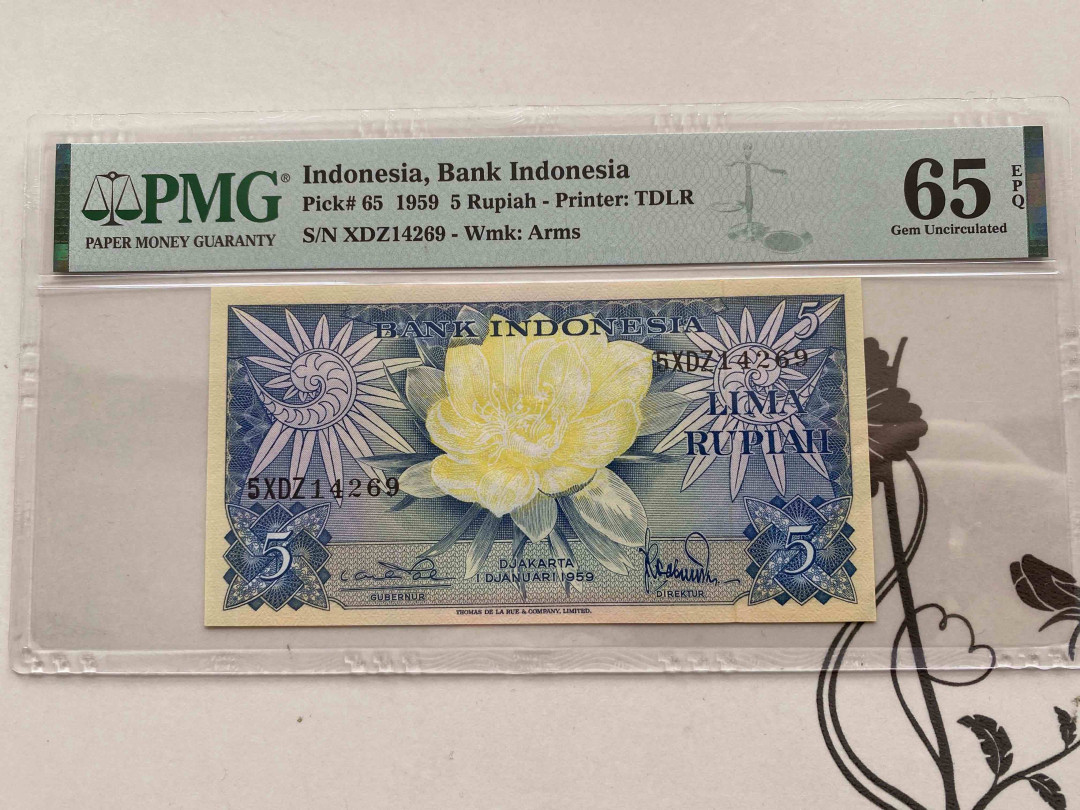 PMG®
PAPER MONEY GUARANTY
Indonesia, Bank Indonesia
Pick# 65 1959 5 Rupiah - Printer: TDLR
S/N XDZ14269 - Wmk: Arms
65
EPQ
Gem Uncirculated
BANK INDONESIA
5
5XDZ14269
LIMA
RUPIAH
5XDZ14269
5
5
DJAKARTA
1 DJANUARI 1959
GUBERNUR
DIREKTUR
THOMAS DE LA RUE & COMPANY, LIMITED.